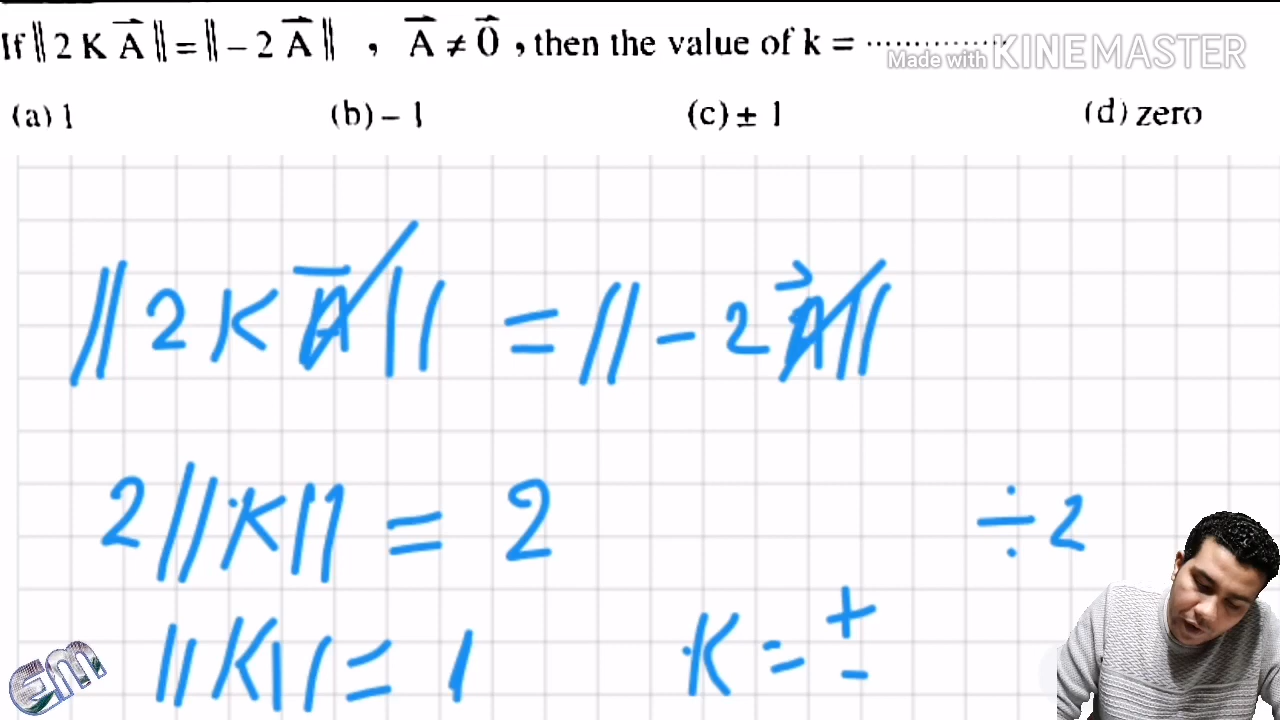 If ‖ 2 K A⃗ ‖ = ‖ – 2 A⃗ ‖ , A⃗ ≠ 0⃗ , then the value of k = ..............
Made with KINEMASTER
(a) 1 (b) – 1 (c) ± 1 (d) zero
‖ 2 K A̅ ‖ = ‖ – 2 A⃗ ‖
2 ‖ K ‖ = 2 ÷ 2
‖ K ‖ = 1 K = ±
GM